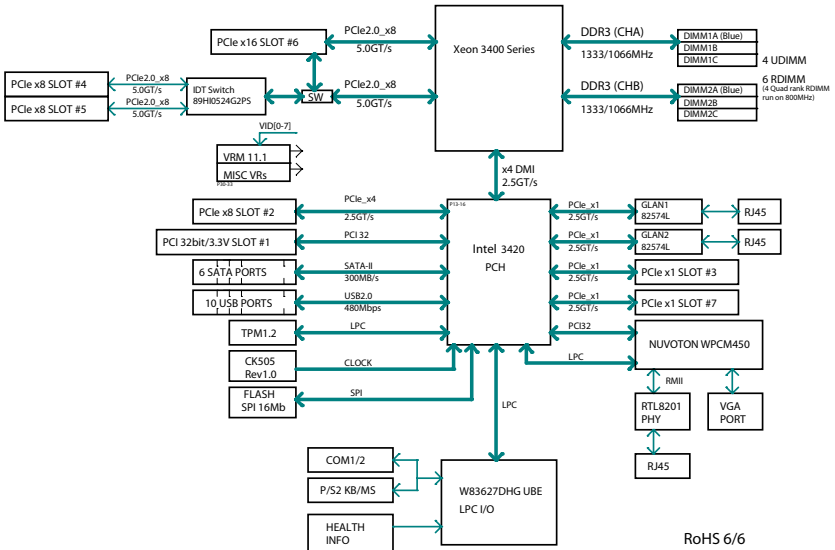 PCIe x16 SLOT #6
PCIe2.0_x8
5.0GT/s
Xeon 3400 Series
DDR3 (CHA)
1333/1066MHz
DIMM1A (Blue)
DIMM1B
DIMM1C
4 UDIMM
PCIe x8 SLOT #4
PCIe2.0_x8
5.0GT/s
PCIe x8 SLOT #5
PCIe2.0_x8
5.0GT/s
IDT Switch
89HI0524G2PS
SW
PCIe2.0_x8
5.0GT/s
DDR3 (CHB)
1333/1066MHz
DIMM2A (Blue)
DIMM2B
DIMM2C
6 RDIMM
(4 Quad rank RDIMM
run on 800MHz)
VID[0-7]
VRM 11.1
MISC VRs
P30-33
x4 DMI
2.5GT/s
P13-16
Intel 3420
PCH
PCIe x8 SLOT #2
PCIe_x4
2.5GT/s
PCIe_x1
2.5GT/s
GLAN1
82574L
RJ45
PCI 32bit/3.3V SLOT #1
PCI 32
PCIe_x1
2.5GT/s
GLAN2
82574L
RJ45
6 SATA PORTS
SATA-II
300MB/s
PCIe_x1
2.5GT/s
PCIe x1 SLOT #3
10 USB PORTS
USB2.0
480Mbps
PCIe_x1
2.5GT/s
PCIe x1 SLOT #7
TPM1.2
LPC
PCI32
NUVOTON WPCM450
CK505
Rev1.0
CLOCK
LPC
FLASH
SPI 16Mb
SPI
LPC
RMII
RTL8201
PHY
VGA
PORT
RJ45
COM1/2
P/S2 KB/MS
HEALTH
INFO
W83627DHG UBE
LPC I/O
RoHS 6/6